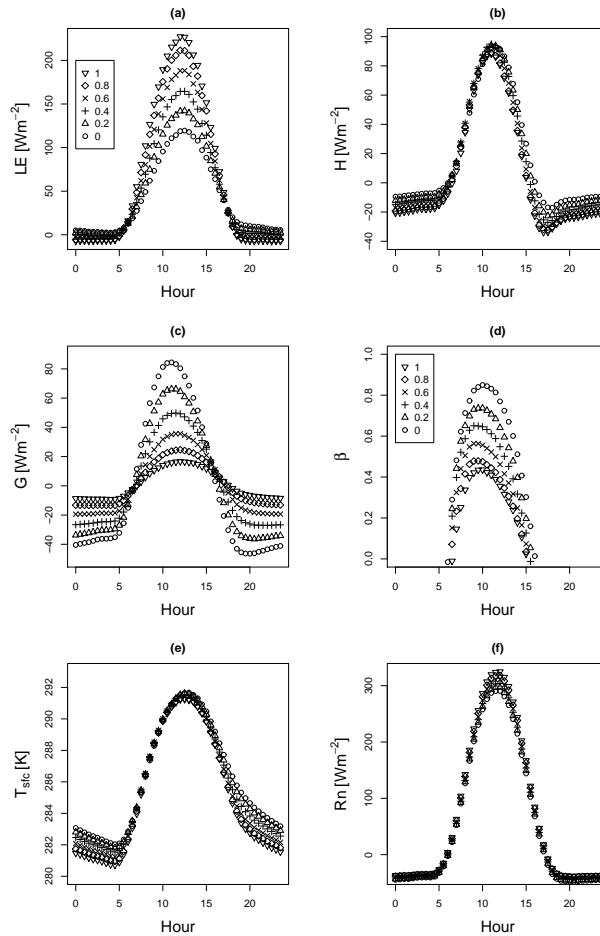 (a)
LE [Wm−2]
200
150
100
50
0
1
0.8
0.6
0.4
0.2
0
0 5 10 15 20
Hour
(b)
H [Wm−2]
100
80
60
40
20
0
−20
−40
0 5 10 15 20
Hour
(c)
G [Wm−2]
80
60
40
20
0
−20
−40
0 5 10 15 20
Hour
(d)
β
1.0
0.8
0.6
0.4
0.2
0.0
1
0.8
0.6
0.4
0.2
0
0 5 10 15 20
Hour
(e)
Tsfc [K]
292
290
288
286
284
282
280
0 5 10 15 20
Hour
(f)
Rn [Wm−2]
300
200
100
0
0 5 10 15 20
Hour